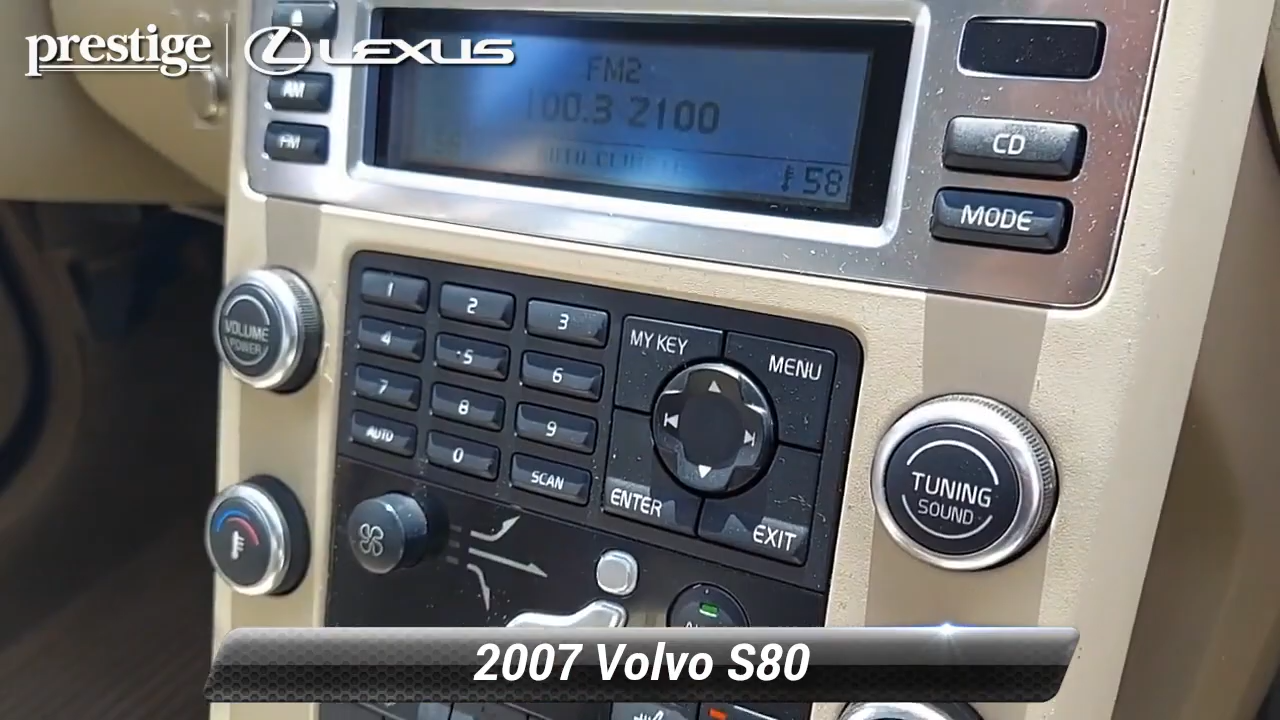 prestige LEXUS
AM
FM
FM2
100.3 Z100
58
CD
MODE
VOLUME
POWER
1 2 3
4 5 6
7 8 9
AUTO 0 SCAN
MY KEY
MENU
ENTER
EXIT
TUNING
SOUND
2007 Volvo S80